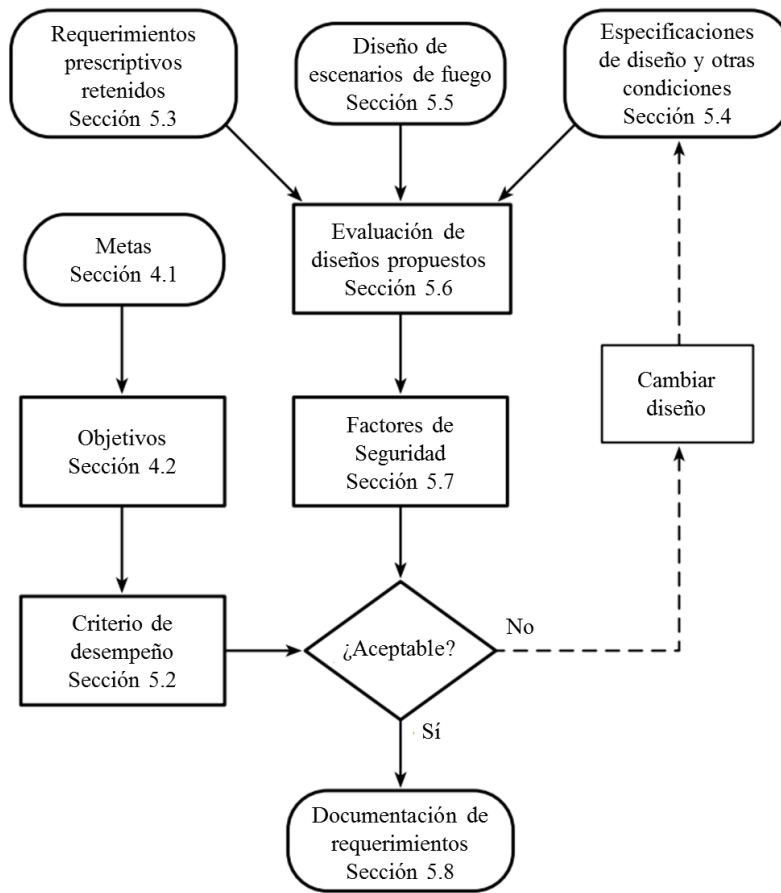 Requerimientos
prescriptivos
retenidos
Sección 5.3
Diseño de
escenarios de fuego
Sección 5.5
Especificaciones
de diseño y otras
condiciones
Sección 5.4
Metas
Sección 4.1
Evaluación de
diseños propuestos
Sección 5.6
Cambiar
diseño
Objetivos
Sección 4.2
Factores de
Seguridad
Sección 5.7
Criterio de
desempeño
Sección 5.2
¿Aceptable?
No
Sí
Documentación de
requerimientos
Sección 5.8